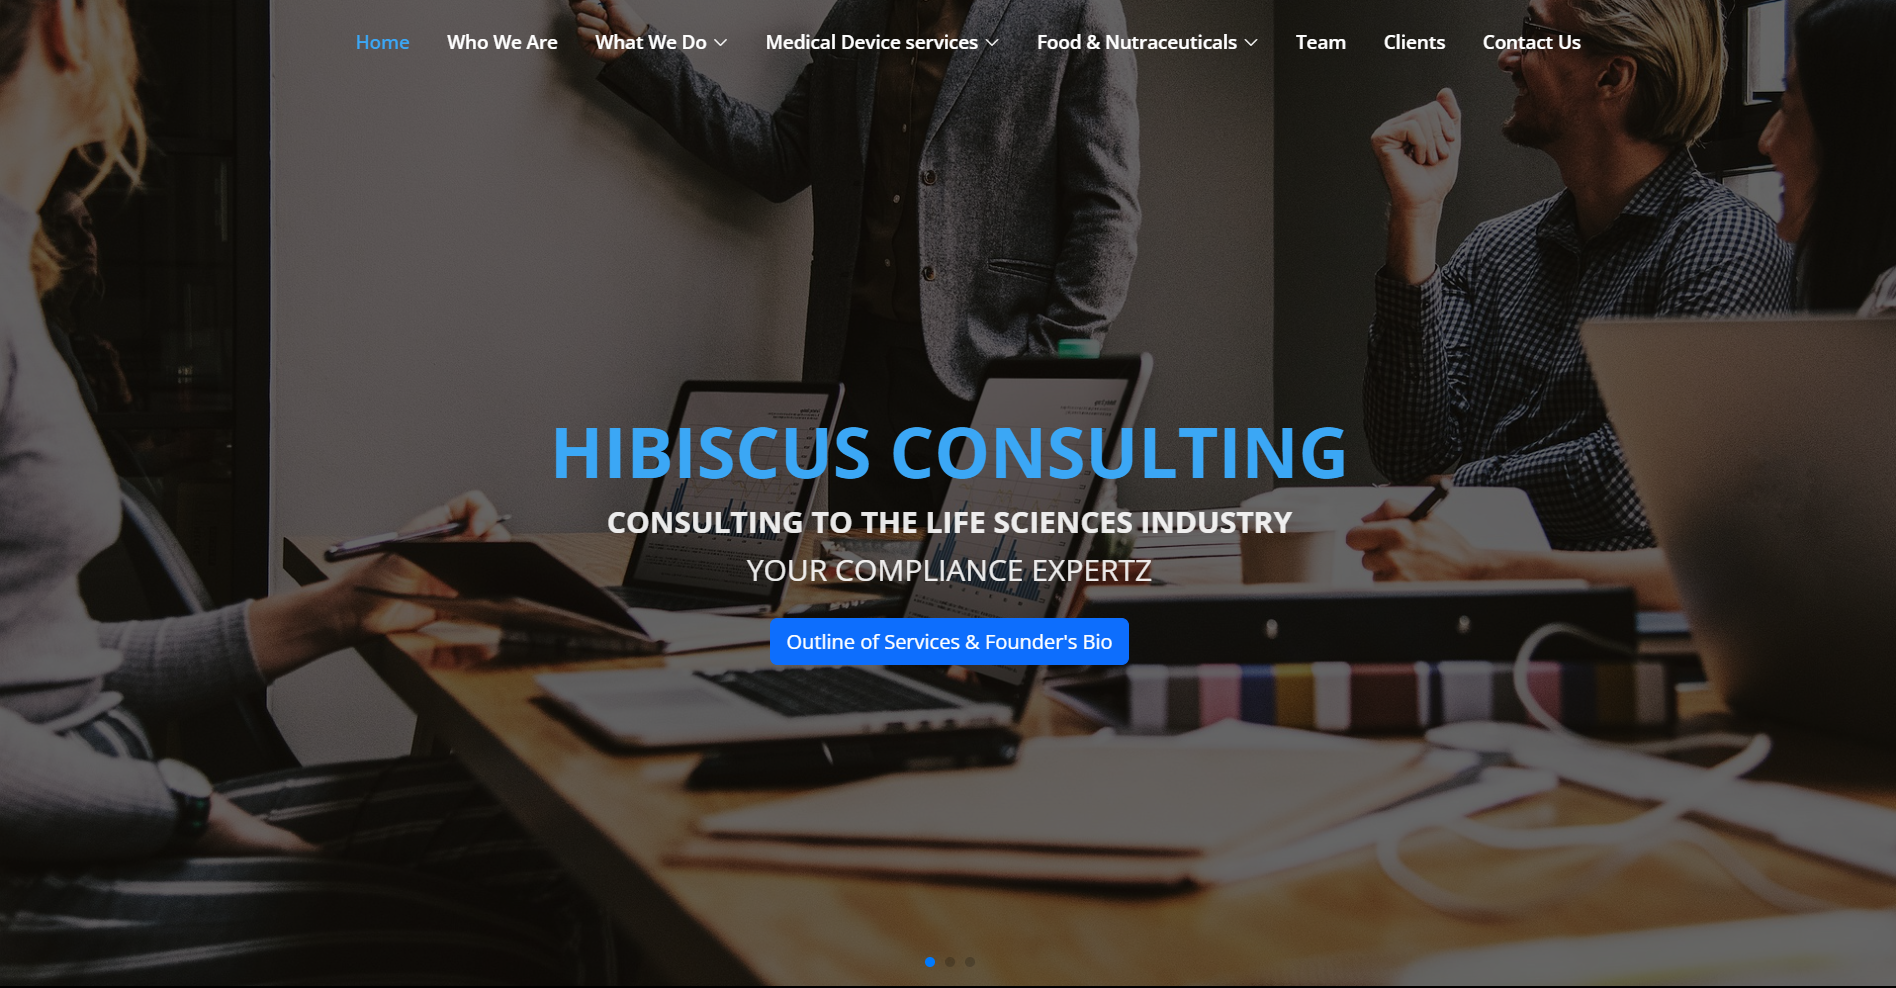 Home Who We Are What We Do Medical Device services Food & Nutraceuticals Team Clients Contact Us
HIBISCUS CONSULTING
CONSULTING TO THE LIFE SCIENCES INDUSTRY
YOUR COMPLIANCE EXPERTZ
Outline of Services & Founder's Bio